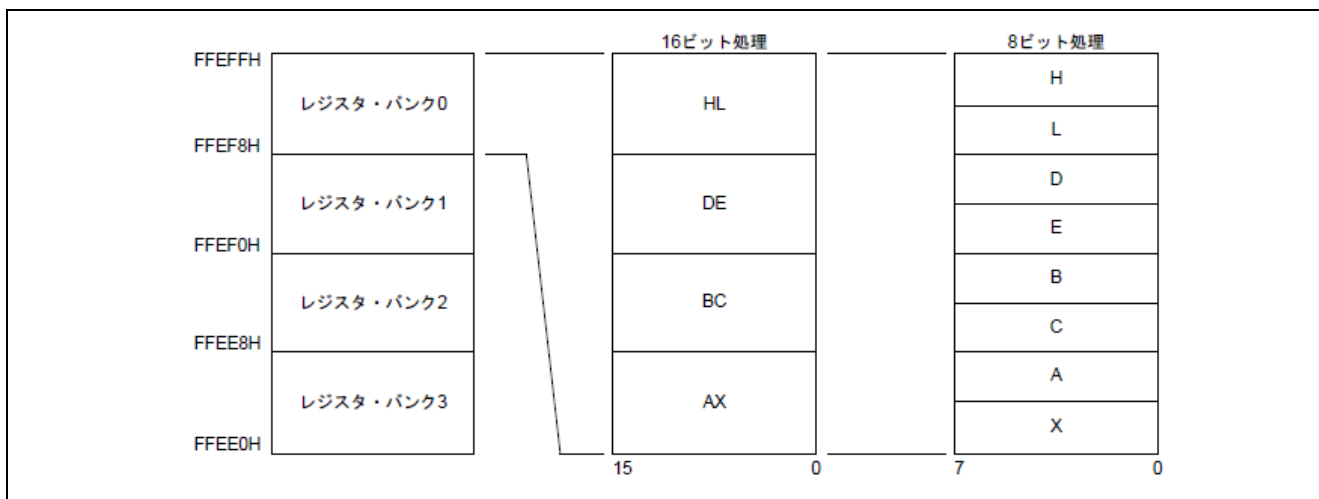 16ビット処理
8ビット処理
FFEFFH
レジスタ・バンク0
HL
H
L
FFEF8H
レジスタ・バンク1
DE
D
E
FFEF0H
レジスタ・バンク2
BC
B
C
FFEE8H
レジスタ・バンク3
AX
A
X
FFEE0H
15 0 7 0